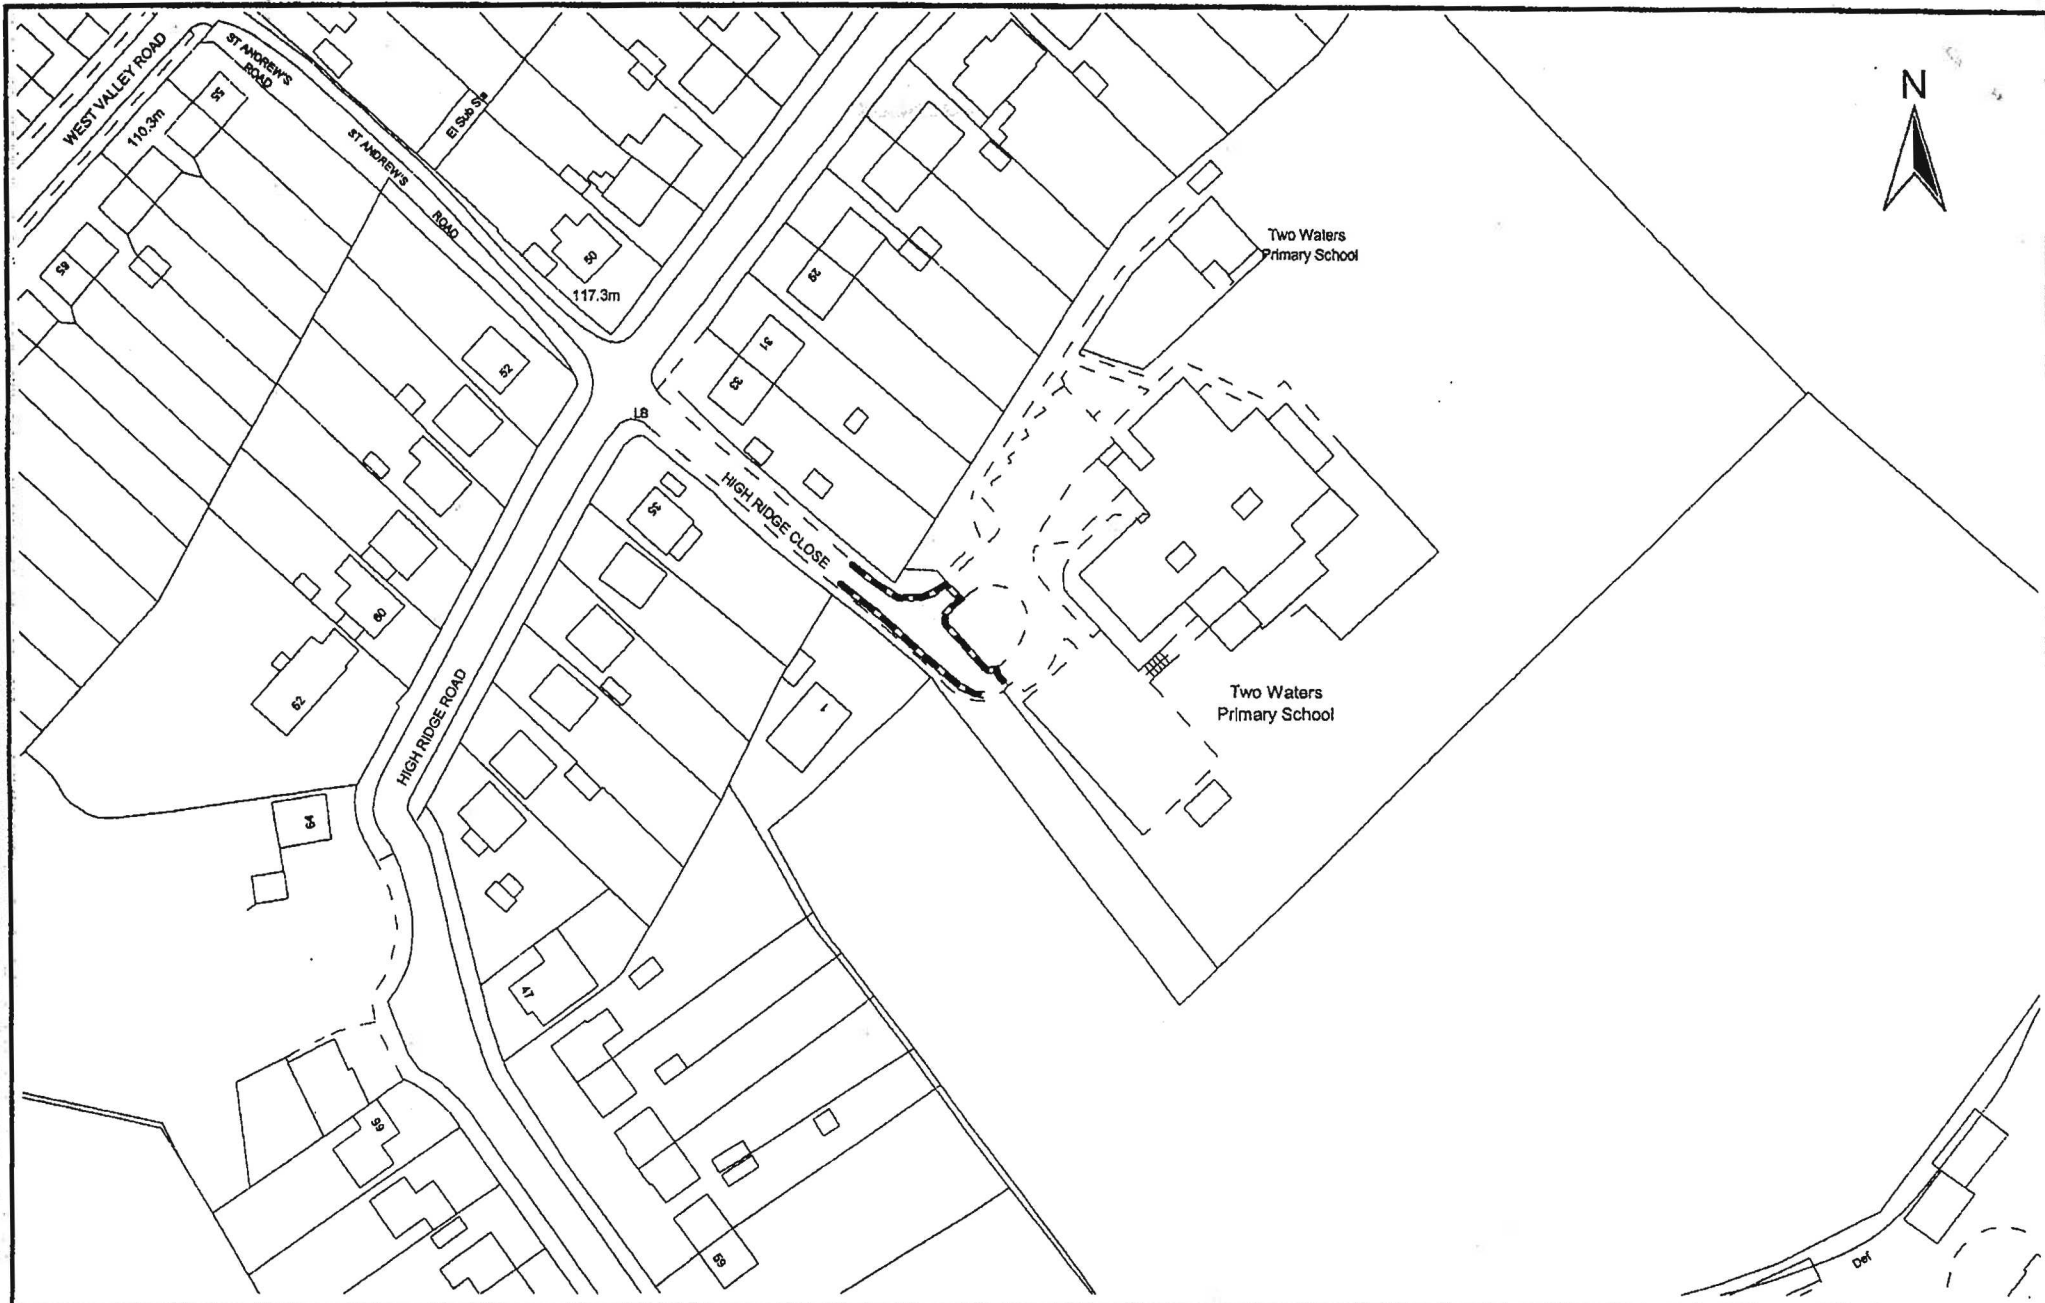 WEST VALLEY ROAD
110.3m
ST ANDREW'S
ROAD
55
ST ANDREW'S
ROAD
El Sub Sta
N
85
50
117.3m
Two Waters
Primary School
29
31
33
52
LB
35
HIGH RIDGE CLOSE
60
62
HIGH RIDGE ROAD
1
Two Waters
Primary School
64
47
66
59
Def